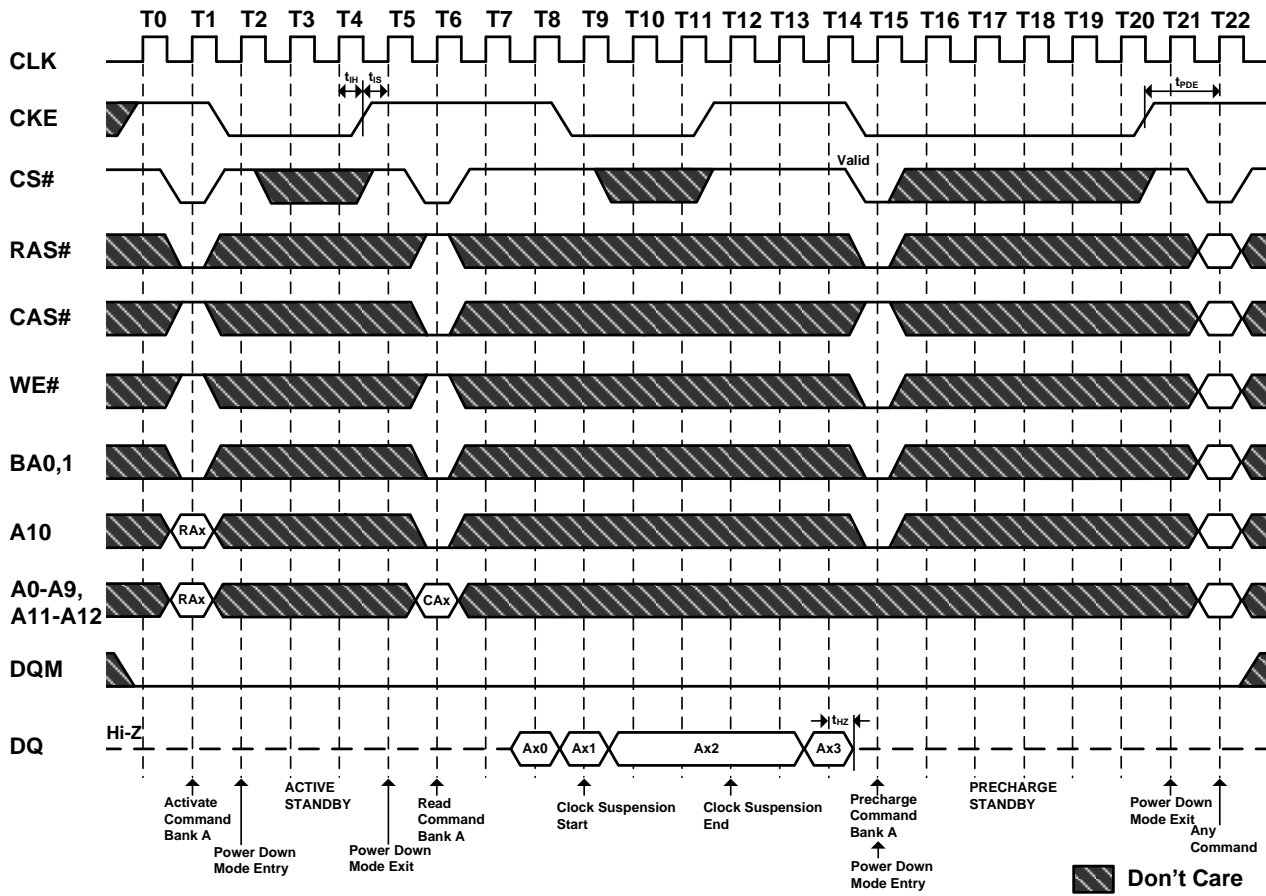 T0 T1 T2 T3 T4 T5 T6 T7 T8 T9 T10 T11 T12 T13 T14 T15 T16 T17 T18 T19 T20 T21 T22
CLK
tIH tIS tPDE
CKE
Valid
CS#
RAS#
CAS#
WE#
BA0,1
A10 RAx
A0-A9,
A11-A12
RAx CAx
DQM
Hi-Z tHZ
DQ Ax0 Ax1 Ax2 Ax3
Activate
Command
Bank A
Power Down
Mode Entry
ACTIVE
STANDBY
Power Down
Mode Exit
Read
Command
Bank A
Clock Suspension
Start
Clock Suspension
End
Precharge
Command
Bank A
Power Down
Mode Entry
PRECHARGE
STANDBY
Power Down
Mode Exit
Any
Command
Don't Care